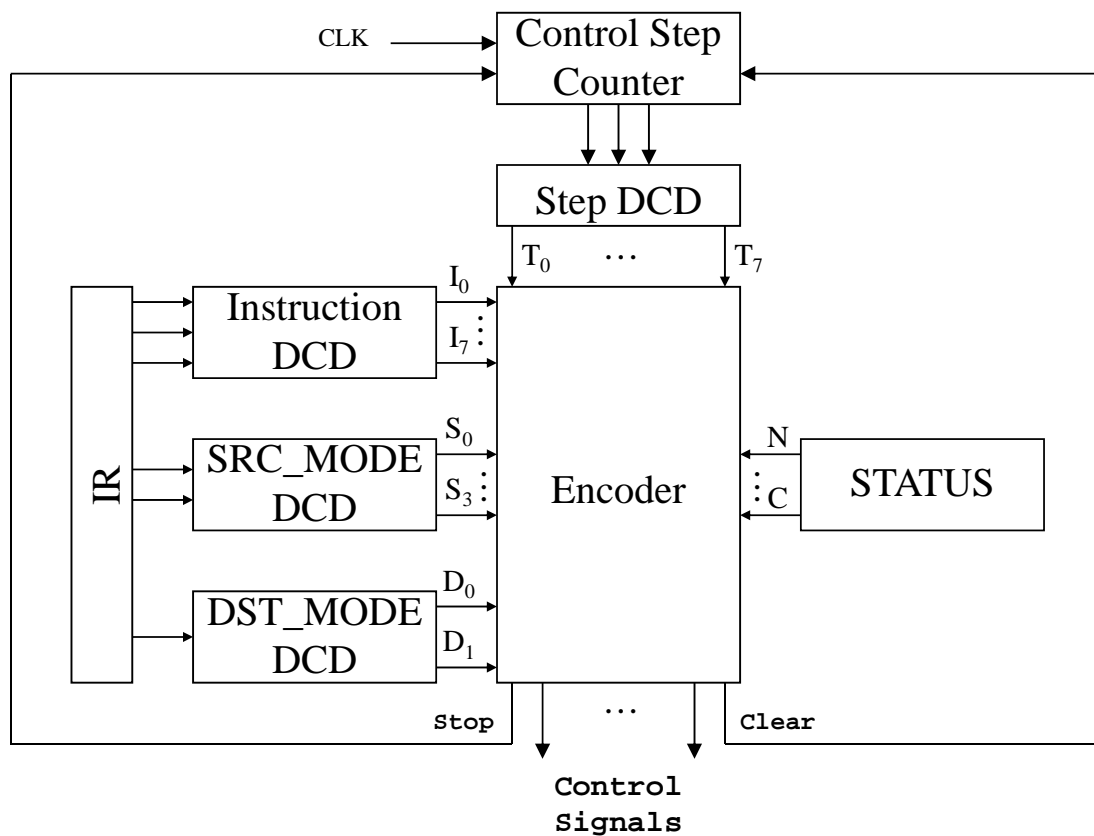 CLK
Control Step
Counter
Step DCD
T0
...
T7
IR
Instruction
DCD
I0
⋮
I7
SRC_MODE
DCD
S0
S3
⋮
DST_MODE
DCD
D0
D1
Encoder
N
⋮
C
STATUS
Stop
...
Clear
Control
Signals